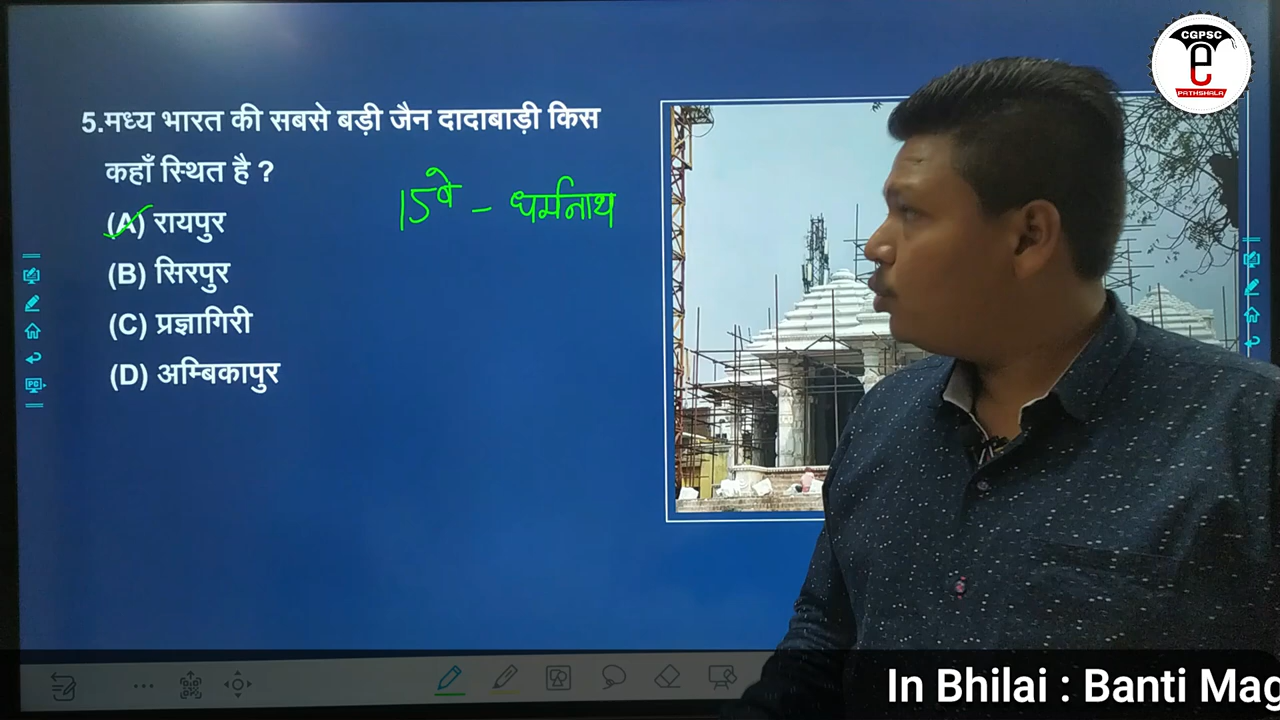 CGPSC
e
PATHSHALA
5.मध्य भारत की सबसे बड़ी जैन दादाबाड़ी किस
कहाँ स्थित है ?
15वे - धर्मनाथ
(A) रायपुर
(B) सिरपुर
(C) प्रज्ञागिरी
(D) अम्बिकापुर
PC
In Bhilai : Banti Mag